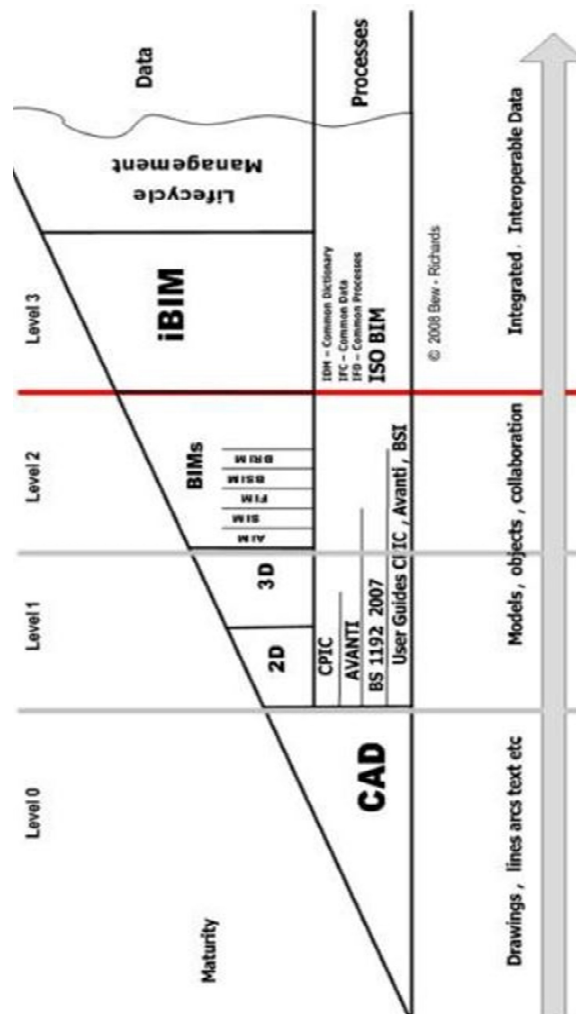 Level 0
Level 1
Level 2
Level 3
Data
Maturity
Lifecycle
Management
iBIM
BIMs
AIM
SIM
FIM
BSIM
BRIM
2D
3D
CAD
Processes
CPIC
AVANTI
BS 1192 2007
User Guides CPIC , Avanti , BSI
IDM – Common Dictionary
IFC – Common Data
IFD – Common Processes
ISO BIM
© 2008 Bew - Richards
Drawings , lines arcs text etc
Models , objects , collaboration
Integrated , Interoperable Data